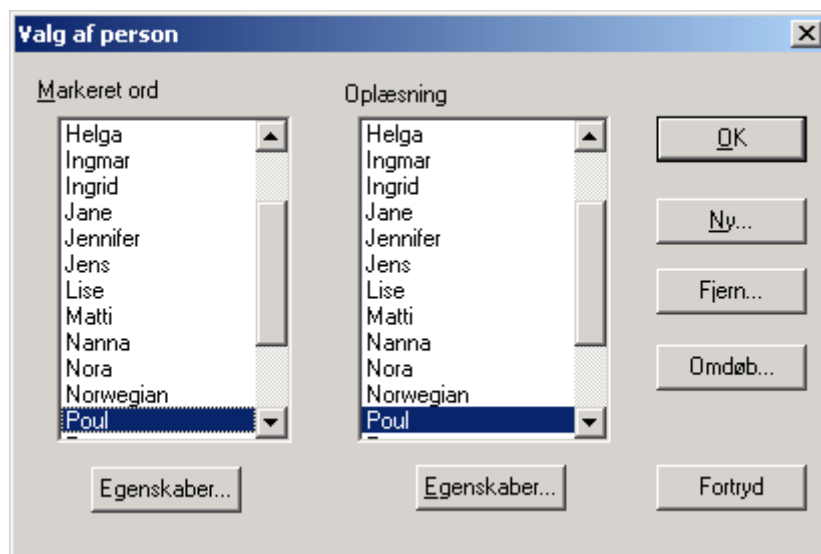 Valg af person
Markeret ord
Helga
Ingmar
Ingrid
Jane
Jennifer
Jens
Lise
Matti
Nanna
Nora
Norwegian
Poul
Egenskaber...
Oplæsning
Helga
Ingmar
Ingrid
Jane
Jennifer
Jens
Lise
Matti
Nanna
Nora
Norwegian
Poul
Egenskaber...
OK
Ny...
Fjern...
Omdøb...
Fortryd